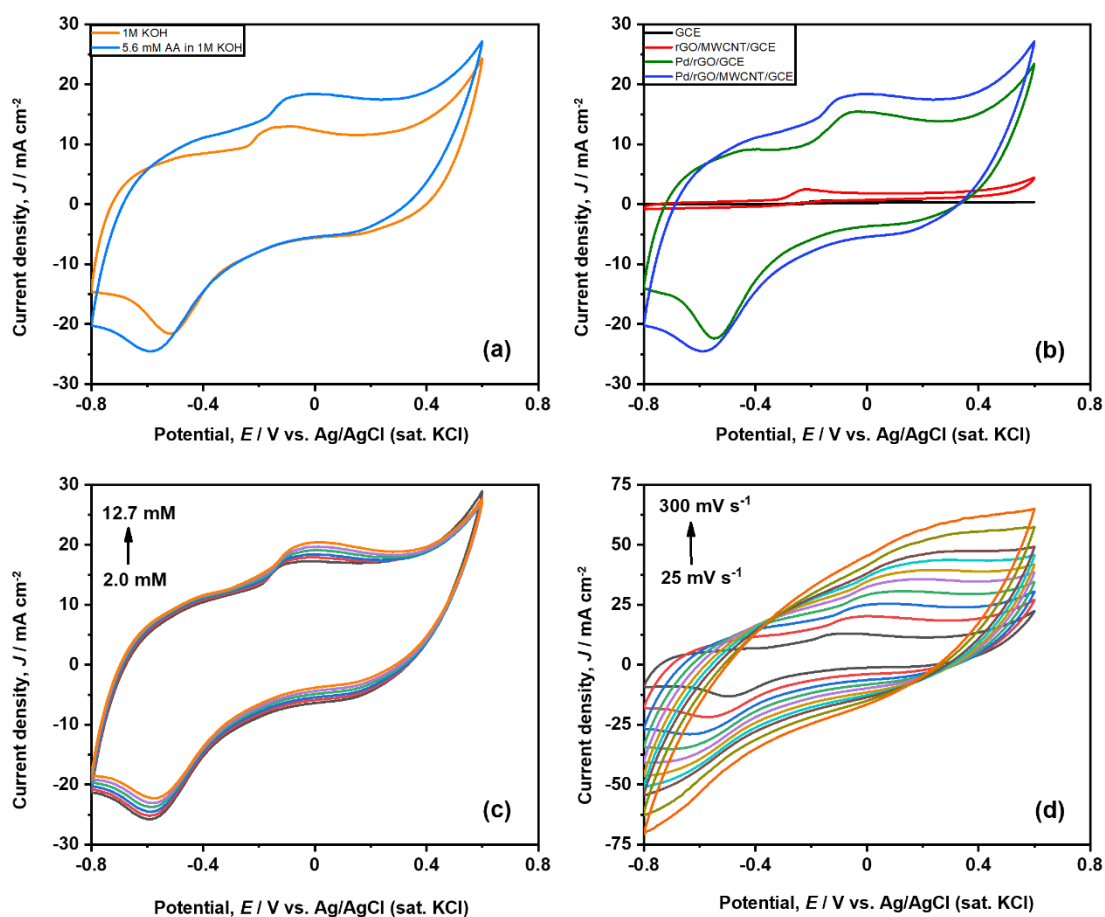 30
20
10
0
-10
-20
-30
-0.8
-0.4
0
0.4
0.8
Current density, J / mA cm⁻²
Potential, E / V vs. Ag/AgCl (sat. KCl)
1M KOH
5.6 mM AA in 1M KOH
(a)
30
20
10
0
-10
-20
-30
-0.8
-0.4
0
0.4
0.8
Current density, J / mA cm⁻²
Potential, E / V vs. Ag/AgCl (sat. KCl)
GCE
rGO/MWCNT/GCE
Pd/rGO/GCE
Pd/rGO/MWCNT/GCE
(b)
30
20
10
0
-10
-20
-30
-0.8
-0.4
0
0.4
0.8
Current density, J / mA cm⁻²
Potential, E / V vs. Ag/AgCl (sat. KCl)
12.7 mM
2.0 mM
(c)
75
50
25
0
-25
-50
-75
-0.8
-0.4
0
0.4
0.8
Current density, J / mA cm⁻²
Potential, E / V vs. Ag/AgCl (sat. KCl)
300 mV s⁻¹
25 mV s⁻¹
(d)